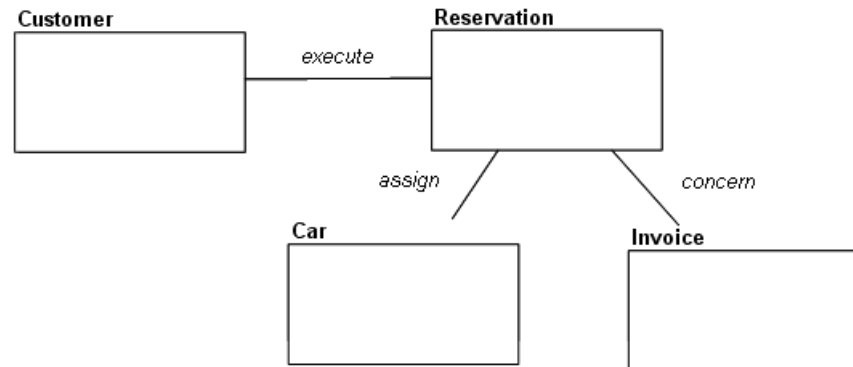 Customer
Reservation
execute
assign
concern
Car
Invoice